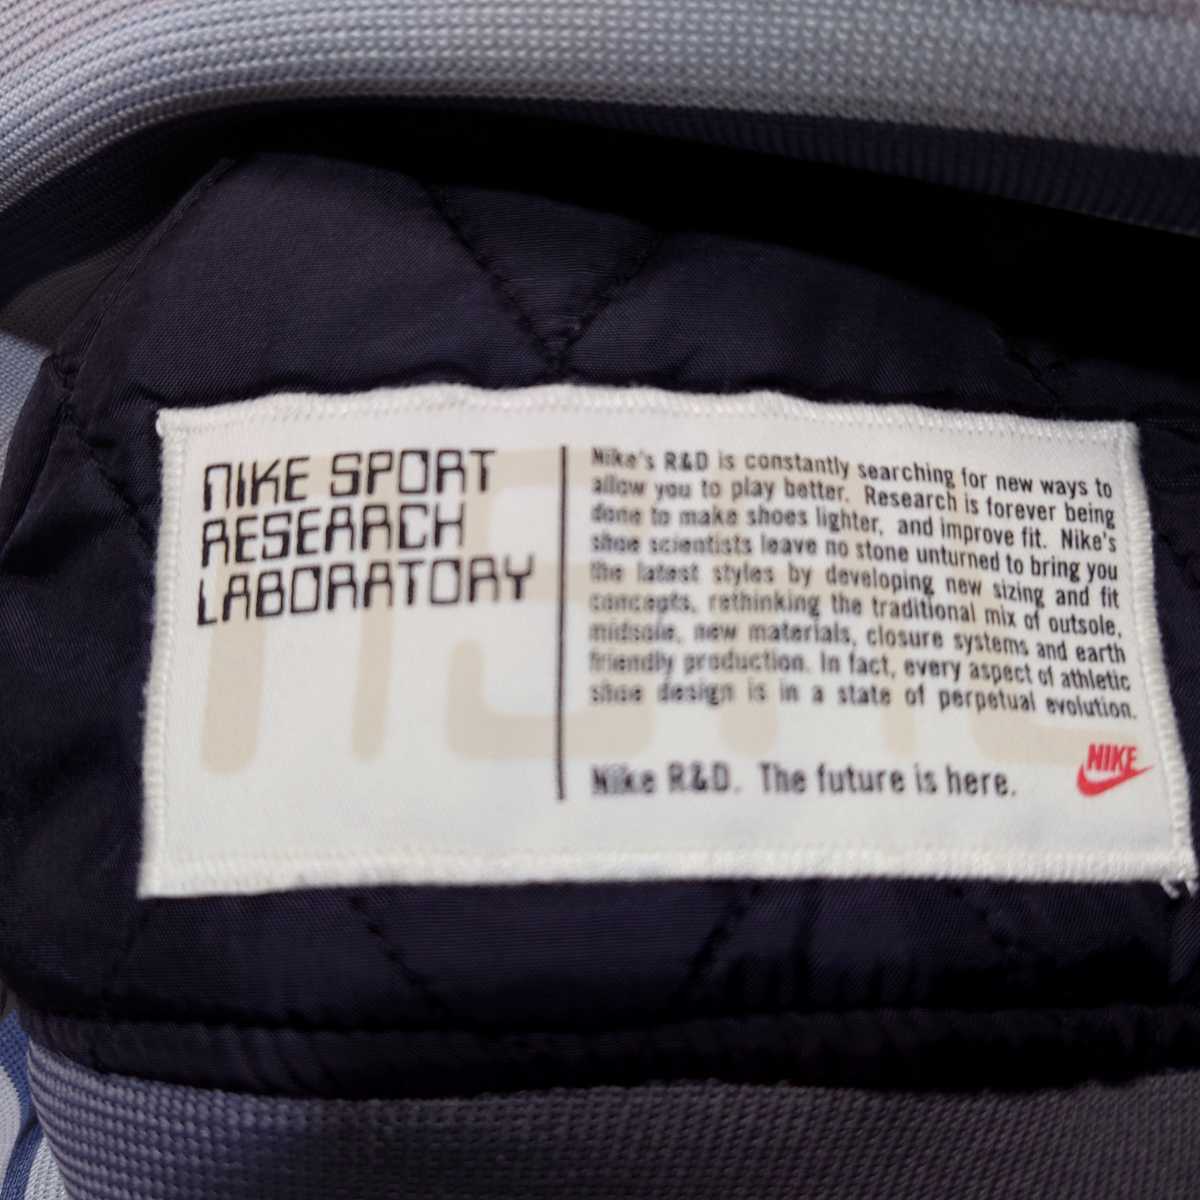 NIKE SPORT
RESEARCH
LABORATORY
Nike's R&D is constantly searching for new ways to
allow you to play better. Research is forever being
done to make shoes lighter, and improve fit. Nike's
shoe scientists leave no stone unturned to bring you
the latest styles by developing new sizing and fit
concepts, rethinking the traditional mix of outsole,
midsole, new materials, closure systems and earth
friendly production. In fact, every aspect of athletic
shoe design is in a state of perpetual evolution.
Nike R&D. The future is here.
NIKE